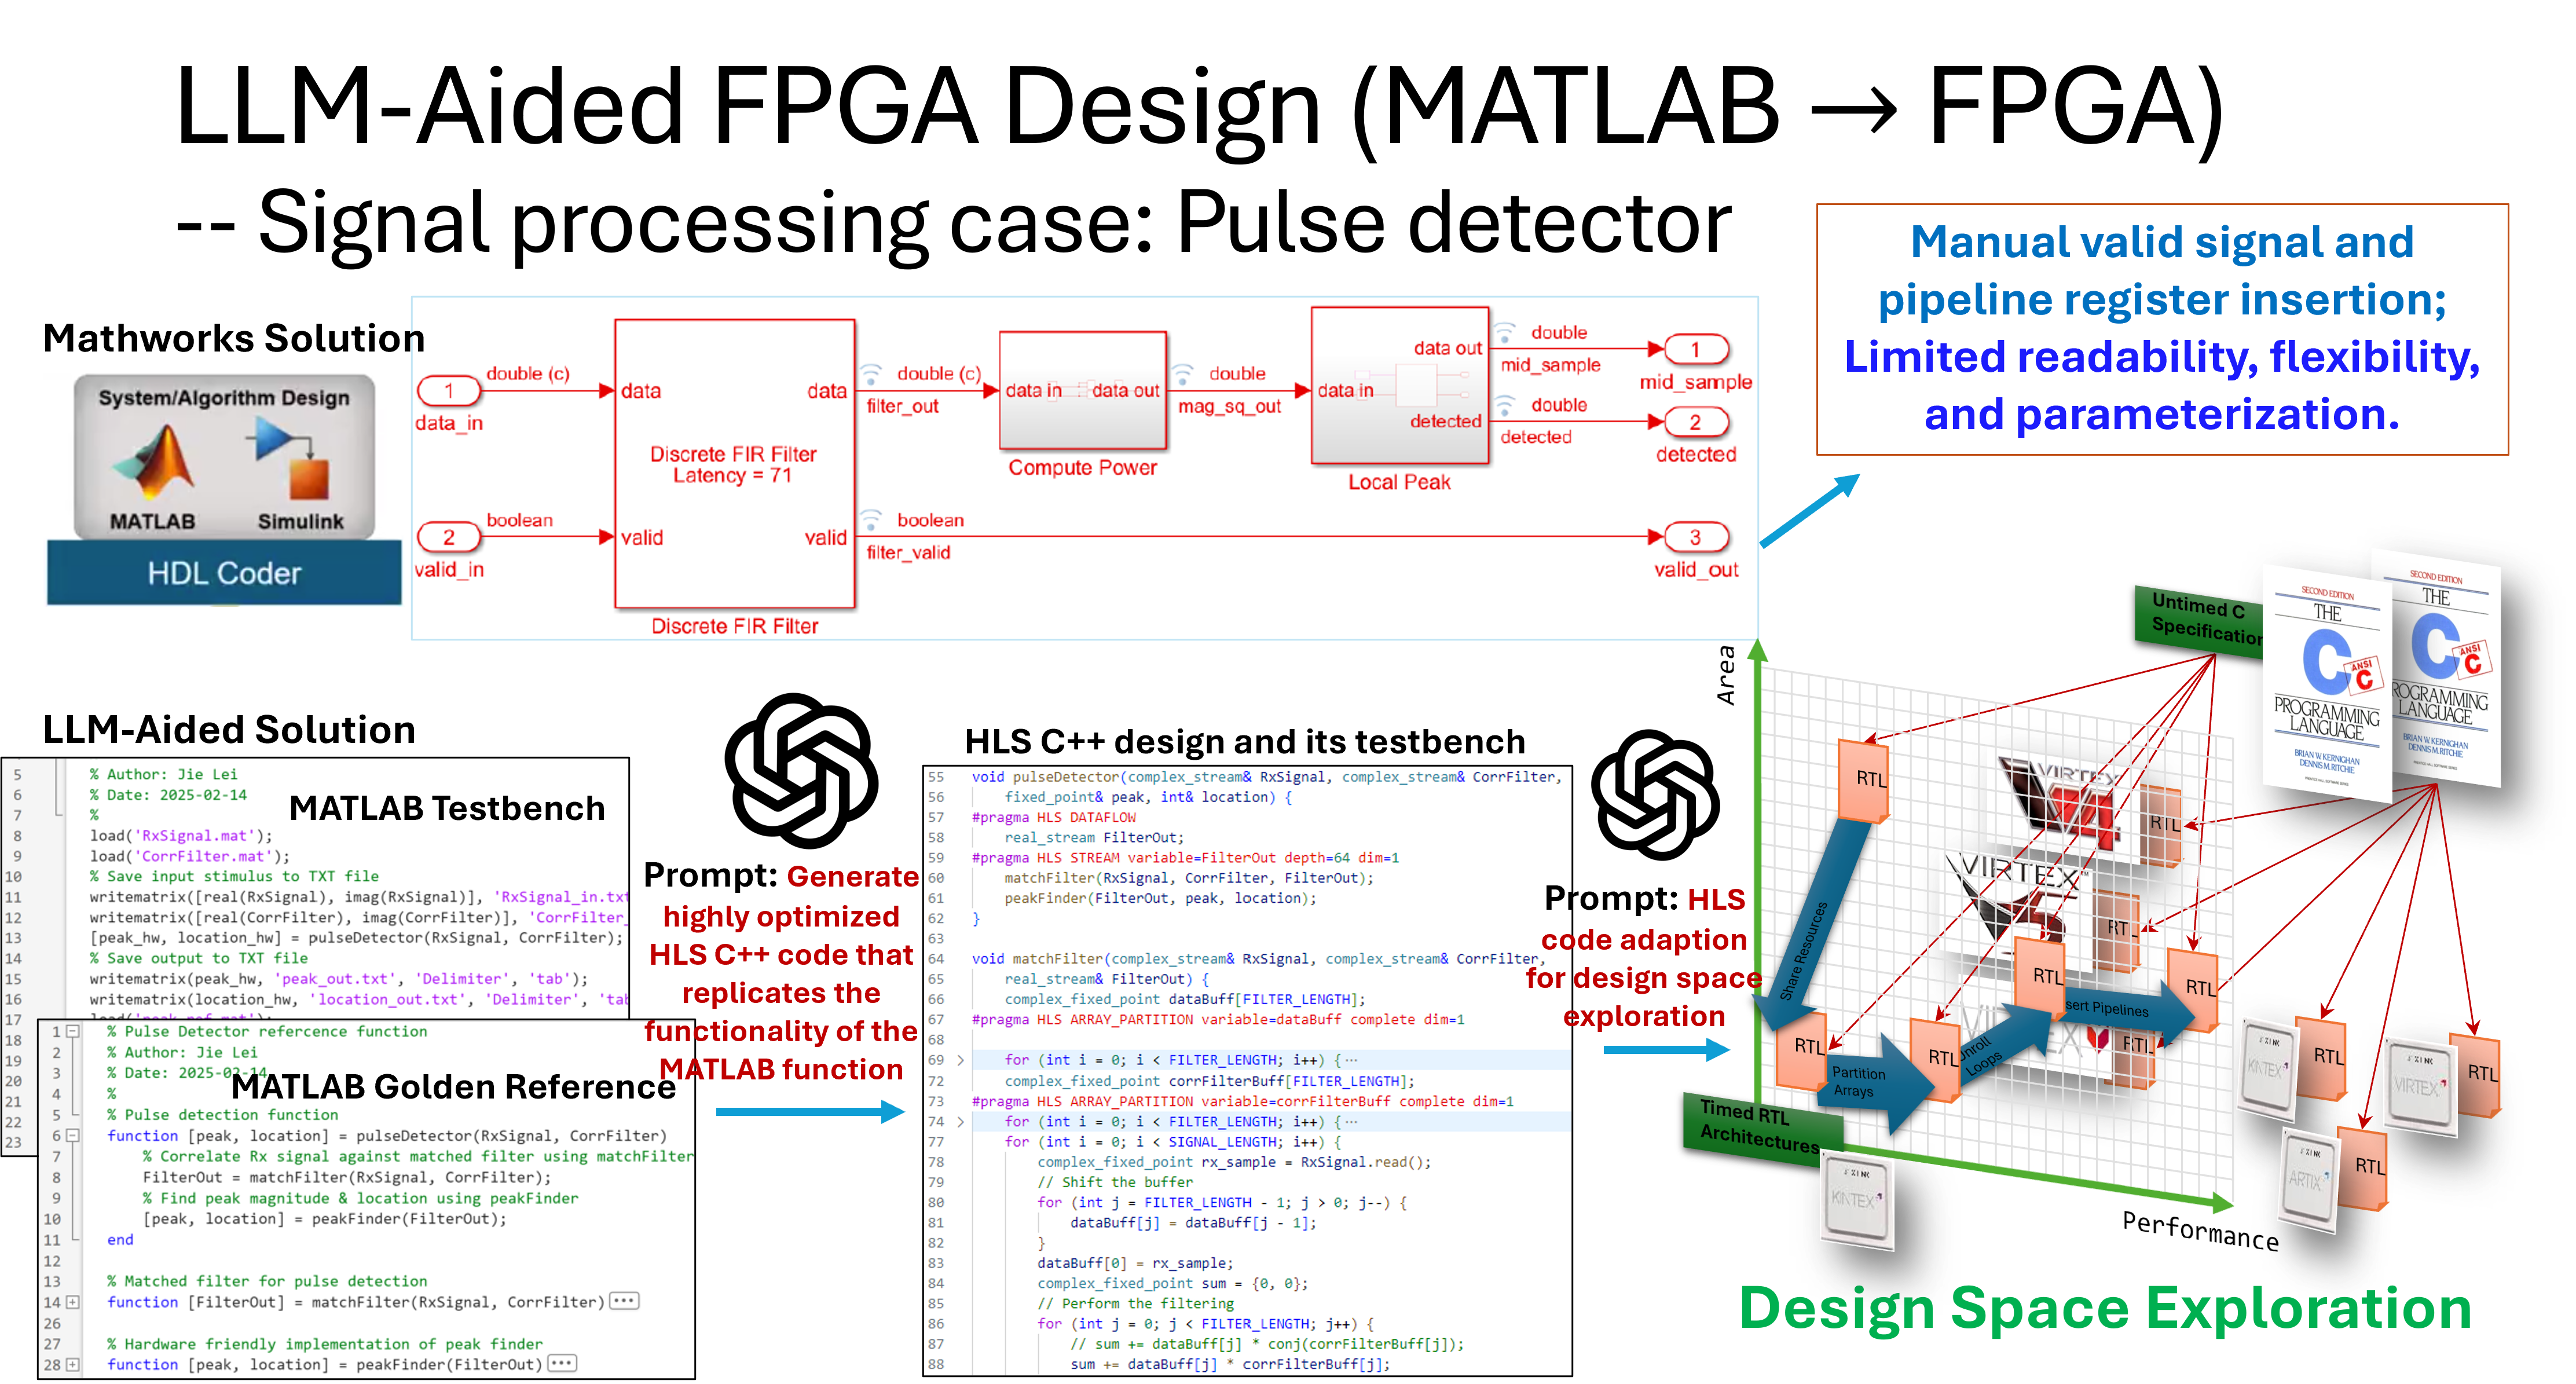 LLM-Aided FPGA Design (MATLAB → FPGA)
-- Signal processing case: Pulse detector
Manual valid signal and
pipeline register insertion;
Limited readability, flexibility,
and parameterization.
Mathworks Solution
System/Algorithm Design
MATLAB Simulink
HDL Coder
1
data_in
double (c)
2
valid_in
boolean
data
valid
data
valid
Discrete FIR Filter
Latency = 71
Discrete FIR Filter
double (c)
filter_out
boolean
filter_valid
data in
data out
Compute Power
double
mag_sq_out
data in
data out
detected
Local Peak
double
mid_sample
double
detected
1
mid_sample
2
detected
3
valid_out
LLM-Aided Solution
MATLAB Testbench
5 % Author: Jie Lei
6 % Date: 2025-02-14
7 %
8 load('RxSignal.mat');
9 load('CorrFilter.mat');
10 % Save input stimulus to TXT file
11 writematrix([real(RxSignal), imag(RxSignal)], 'RxSignal_in.txt
12 writematrix([real(CorrFilter), imag(CorrFilter)], 'CorrFilter_
13 [peak_hw, location_hw] = pulseDetector(RxSignal, CorrFilter);
14 % Save output to TXT file
15 writematrix(peak_hw, 'peak_out.txt', 'Delimiter', 'tab');
16 writematrix(location_hw, 'location_out.txt', 'Delimiter', 'tab
17
18
19
20
21
22
23
MATLAB Golden Reference
1 % Pulse Detector refercence function
2 % Author: Jie Lei
3 % Date: 2025-02-14
4 %
5 % Pulse detection function
6 function [peak, location] = pulseDetector(RxSignal, CorrFilter)
7 % Correlate Rx signal against matched filter using matchFilter
8 FilterOut = matchFilter(RxSignal, CorrFilter);
9 % Find peak magnitude & location using peakFinder
10 [peak, location] = peakFinder(FilterOut);
11 end
12
13 % Matched filter for pulse detection
14 function [FilterOut] = matchFilter(RxSignal, CorrFilter) ...
26
27 % Hardware friendly implementation of peak finder
28 function [peak, location] = peakFinder(FilterOut) ...
Prompt: Generate
highly optimized
HLS C++ code that
replicates the
functionality of the
MATLAB function
HLS C++ design and its testbench
55 void pulseDetector(complex_stream& RxSignal, complex_stream& CorrFilter,
56 fixed_point& peak, int& location) {
57 #pragma HLS DATAFLOW
58 real_stream FilterOut;
59 #pragma HLS STREAM variable=FilterOut depth=64 dim=1
60 matchFilter(RxSignal, CorrFilter, FilterOut);
61 peakFinder(FilterOut, peak, location);
62 }
63
64 void matchFilter(complex_stream& RxSignal, complex_stream& CorrFilter,
65 real_stream& FilterOut) {
66 complex_fixed_point dataBuff[FILTER_LENGTH];
67 #pragma HLS ARRAY_PARTITION variable=dataBuff complete dim=1
68
69 > for (int i = 0; i < FILTER_LENGTH; i++) { ...
72 complex_fixed_point corrFilterBuff[FILTER_LENGTH];
73 #pragma HLS ARRAY_PARTITION variable=corrFilterBuff complete dim=1
74 > for (int i = 0; i < FILTER_LENGTH; i++) { ...
77 for (int i = 0; i < SIGNAL_LENGTH; i++) {
78 complex_fixed_point rx_sample = RxSignal.read();
79 // Shift the buffer
80 for (int j = FILTER_LENGTH - 1; j > 0; j--) {
81 dataBuff[j] = dataBuff[j - 1];
82 }
83 dataBuff[0] = rx_sample;
84 complex_fixed_point sum = {0, 0};
85 // Perform the filtering
86 for (int j = 0; j < FILTER_LENGTH; j++) {
87 // sum += dataBuff[j] * conj(corrFilterBuff[j]);
88 sum += dataBuff[j] * corrFilterBuff[j];
Prompt: HLS
code adaption
for design space
exploration
Area
Untimed C
Specification
SECOND EDITION
THE
C
ANSI
C
PROGRAMMING
LANGUAGE
BRIAN W. KERNIGHAN
DENNIS M. RITCHIE
SECOND EDITION
THE
C
ANSI
C
ROGRAMMING
LANGUAGE
BRIAN W. KERNIGHAN
DENNIS M. RITCHIE
RTL
VIRTEX
4
RTL
VIRTEX
RTL
RTL
RTL
RTL
RTL
RTL
Share Resources
Partition
Arrays
Unroll
Loops
sert Pipelines
Timed RTL
Architectures
KINTEX
KINTEX
RTL
VIRTEX
RTL
ARTIX
RTL
Performance
Design Space Exploration